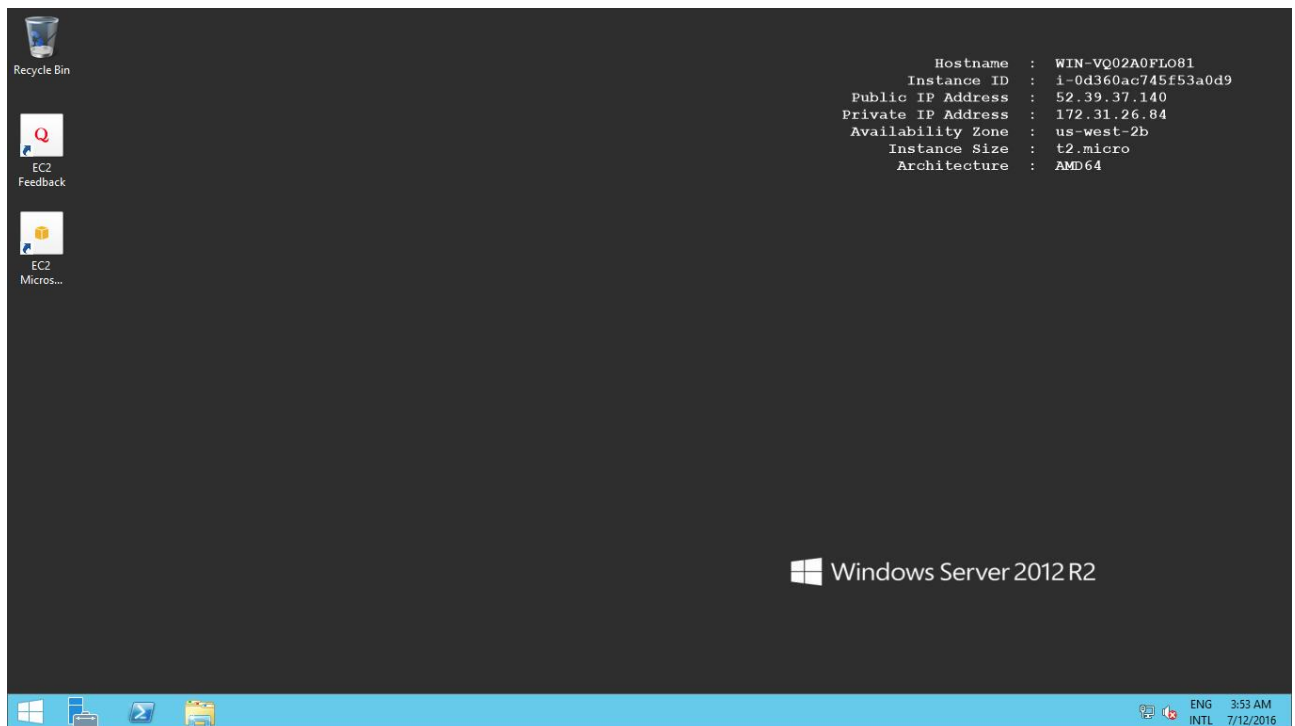 Recycle Bin
EC2
Feedback
EC2
Micros...
Hostname : WIN-VQ02A0FLO81
Instance ID : i-0d360ac745f53a0d9
Public IP Address : 52.39.37.140
Private IP Address : 172.31.26.84
Availability Zone : us-west-2b
Instance Size : t2.micro
Architecture : AMD64
Windows Server 2012 R2
ENG 3:53 AM
INTL 7/12/2016